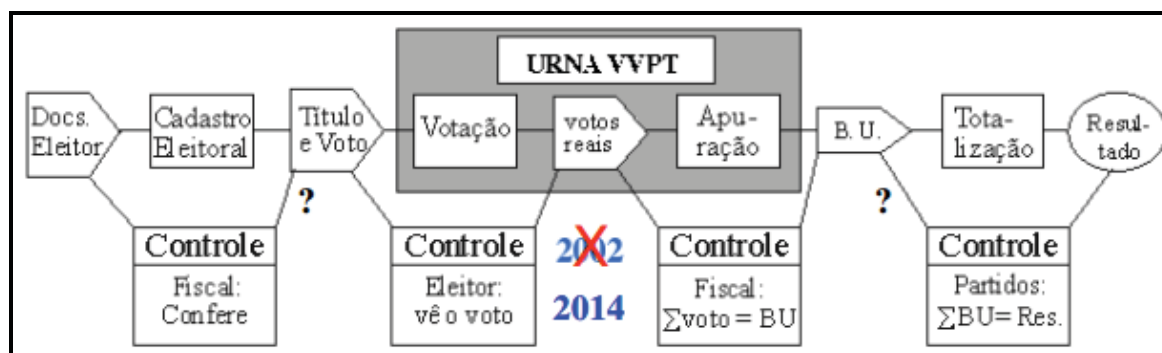 URNA VVPT
Docs.
Eleitor
Cadastro
Eleitoral
Título
e Voto
Votação
votos
reais
Apu-
ração
B. U.
Tota-
lização
Resul-
tado
?
?
Controle
Fiscal:
Confere
Controle
Eleitor:
vê o voto
2002
2014
Controle
Fiscal:
∑voto = BU
Controle
Partidos:
∑BU= Res.